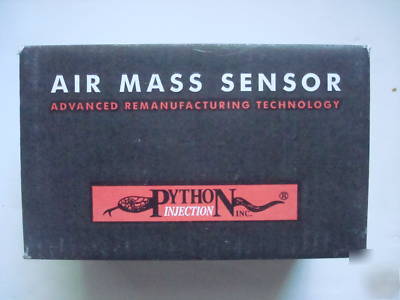 AIR MASS SENSOR
ADVANCED REMANUFACTURING TECHNOLOGY
PYTHON
INJECTION INC. ®